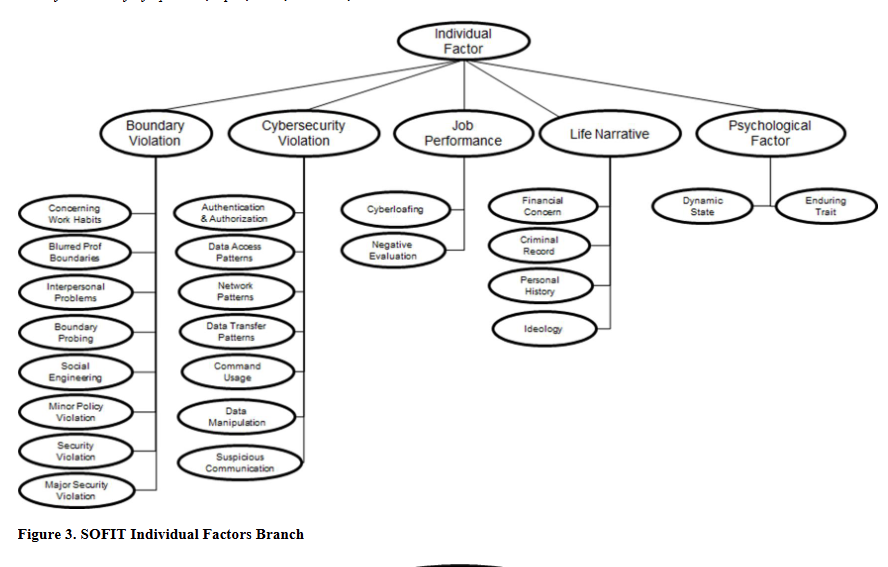 Individual
Factor
Boundary
Violation
Cybersecurity
Violation
Job
Performance
Life Narrative
Psychological
Factor
Concerning
Work Habits
Blurred Prof
Boundaries
Interpersonal
Problems
Boundary
Probing
Social
Engineering
Minor Policy
Violation
Security
Violation
Major Security
Violation
Authentication
& Authorization
Data Access
Patterns
Network
Patterns
Data Transfer
Patterns
Command
Usage
Data
Manipulation
Suspicious
Communication
Cyberloafing
Negative
Evaluation
Financial
Concern
Criminal
Record
Personal
History
Ideology
Dynamic
State
Enduring
Trait
Figure 3. SOFIT Individual Factors Branch